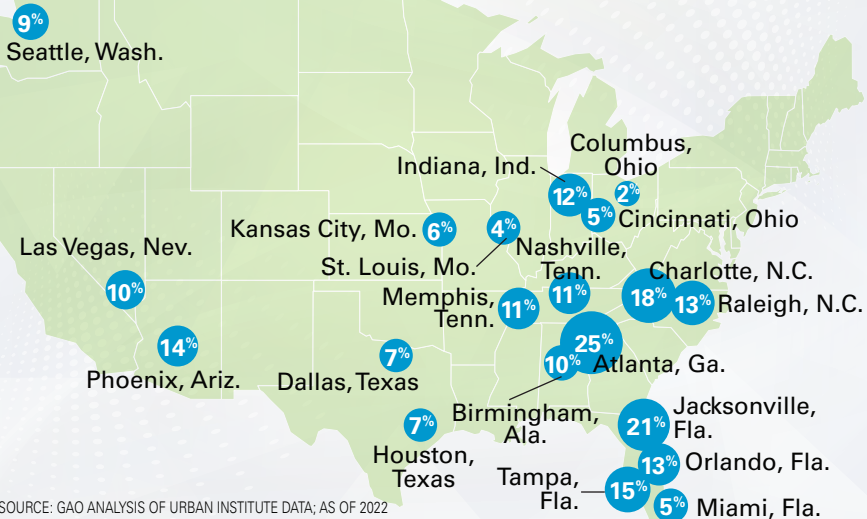 9%
Seattle, Wash.
Columbus,
Ohio
Indiana, Ind.
12%
2%
5%
Cincinnati, Ohio
Kansas City, Mo.
6%
4%
St. Louis, Mo.
Nashville,
Tenn.
11%
Las Vegas, Nev.
10%
Memphis,
Tenn.
11%
Charlotte, N.C.
18%
13%
Raleigh, N.C.
14%
Phoenix, Ariz.
7%
Dallas, Texas
25%
Atlanta, Ga.
10%
Birmingham,
Ala.
7%
Houston,
Texas
21%
Jacksonville,
Fla.
13%
Orlando, Fla.
Tampa,
Fla.
15%
5%
Miami, Fla.
SOURCE: GAO ANALYSIS OF URBAN INSTITUTE DATA; AS OF 2022